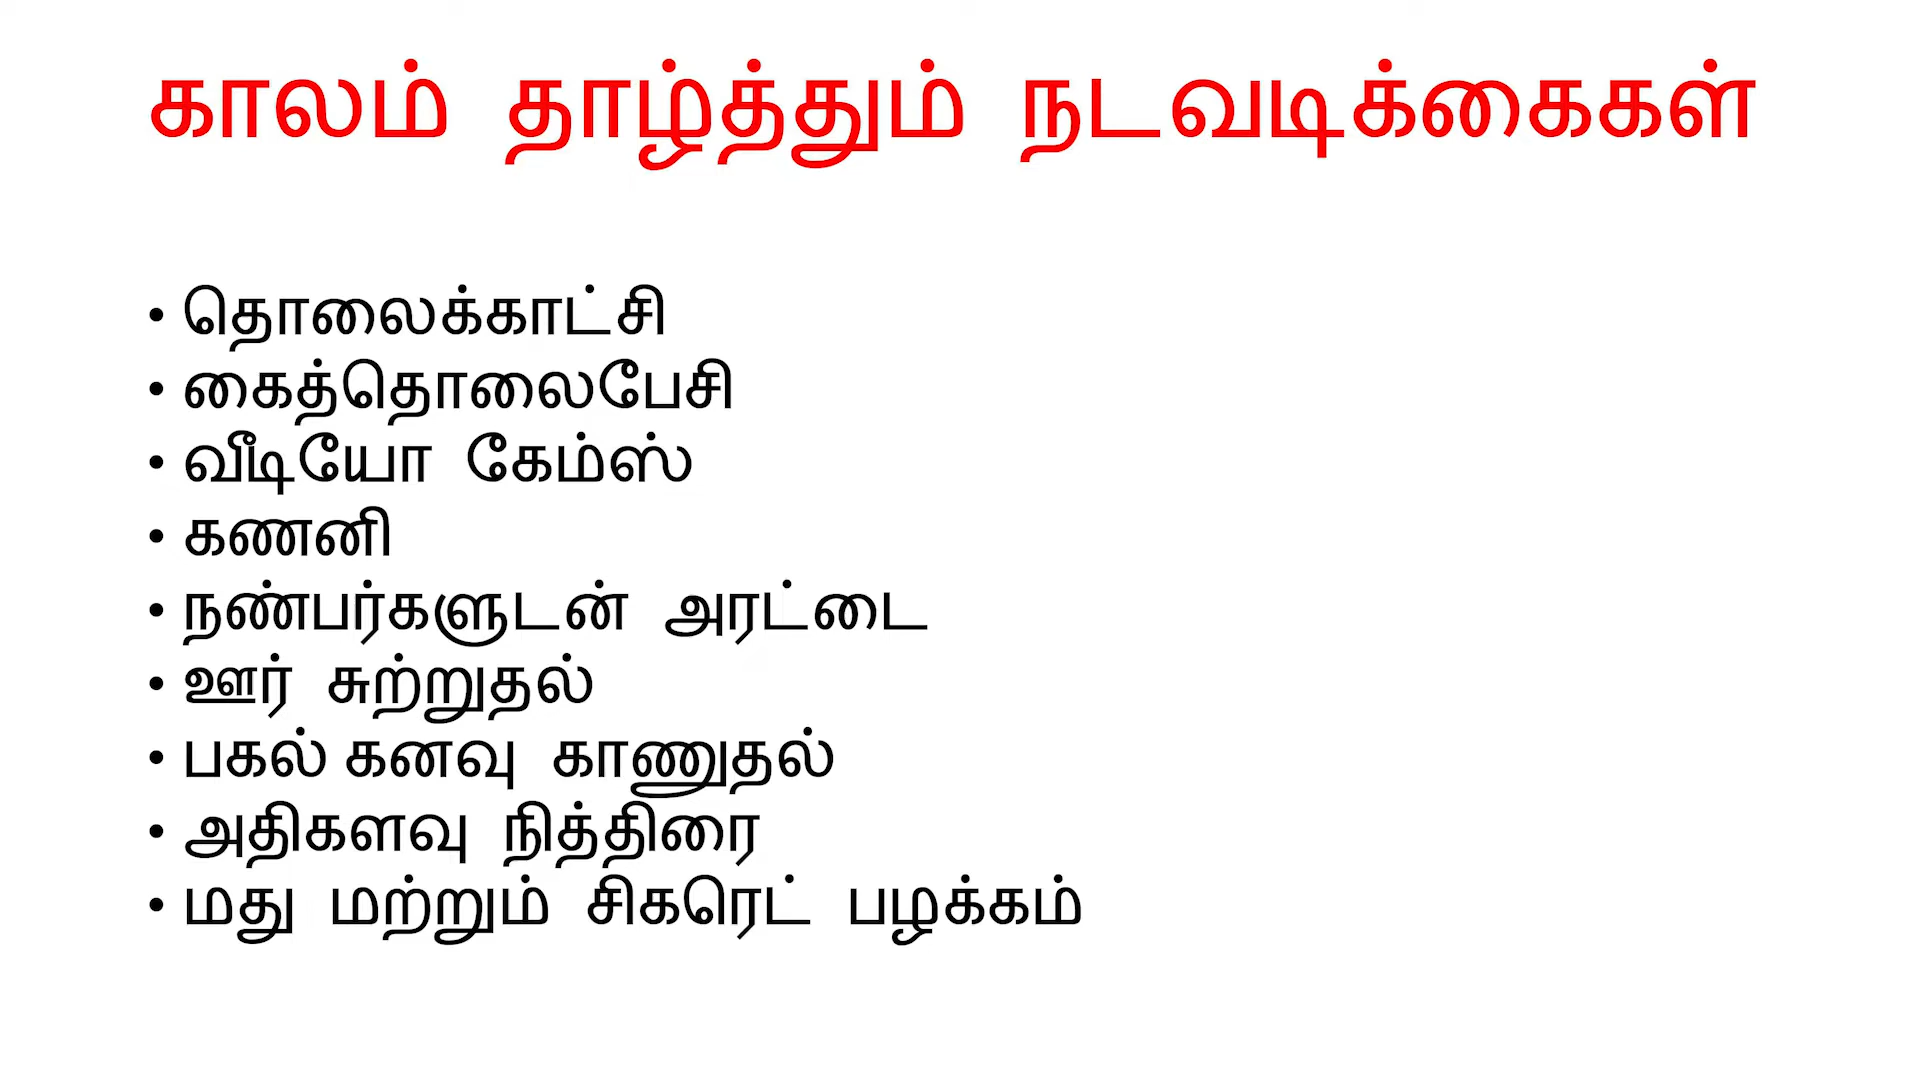 காலம் தாழ்த்தும் நடவடிக்கைகள்
• தொலைக்காட்சி
• கைத்தொலைபேசி
• வீடியோ கேம்ஸ்
• கணனி
• நண்பர்களுடன் அரட்டை
• ஊர் சுற்றுதல்
• பகல் கனவு காணுதல்
• அதிகளவு நித்திரை
• மது மற்றும் சிகரெட் பழக்கம்